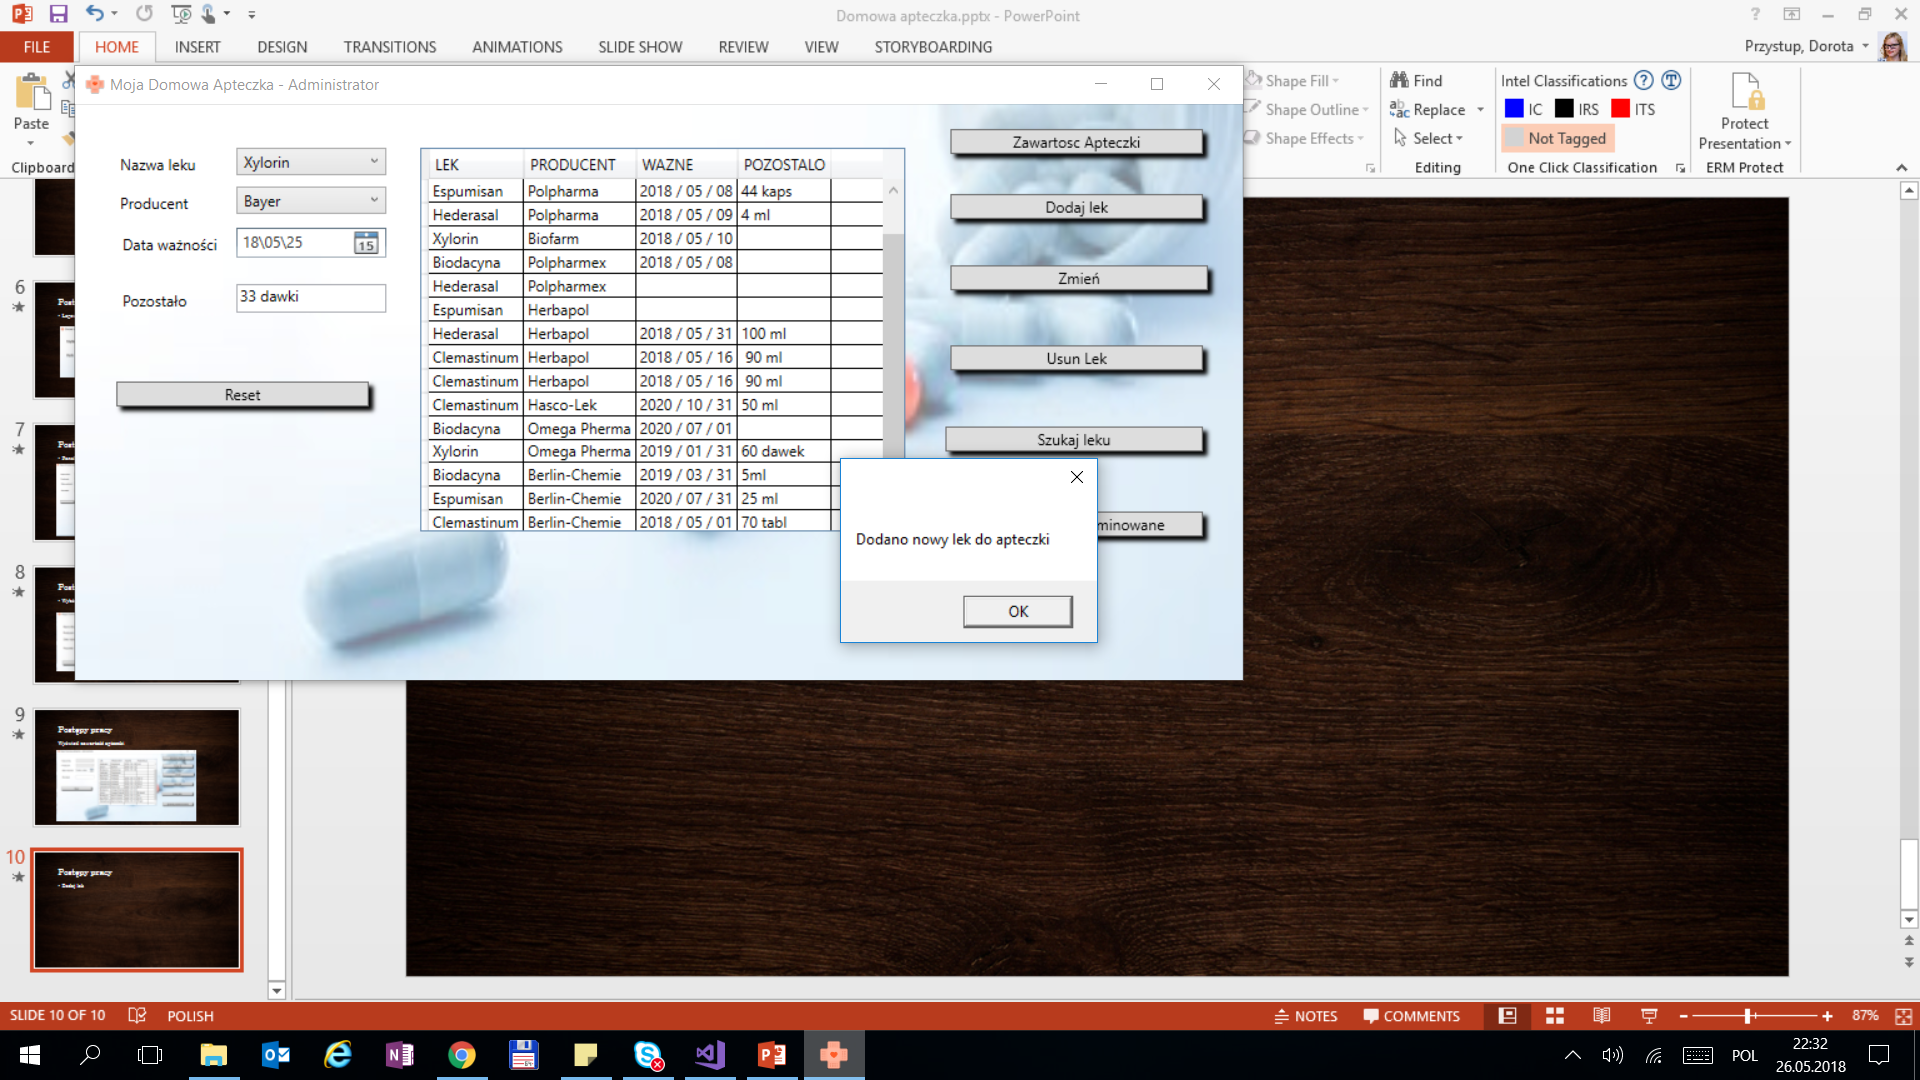 Domowa apteczka.pptx - PowerPoint
?
FILE HOME INSERT DESIGN TRANSITIONS ANIMATIONS SLIDE SHOW REVIEW VIEW STORYBOARDING
Przystup, Dorota
Paste
Clipboard
Shape Fill
Shape Outline
Shape Effects
Find
Replace
Select
Editing
Intel Classifications
IC IRS ITS
Not Tagged
One Click Classification
Protect
Presentation
ERM Protect
Moja Domowa Apteczka - Administrator
Nazwa leku Xylorin
Producent Bayer
Data ważności 18\05\25 15
Pozostało 33 dawki
Reset
LEK PRODUCENT WAZNE POZOSTALO
Espumisan Polpharma 2018 / 05 / 08 44 kaps
Hederasal Polpharma 2018 / 05 / 09 4 ml
Xylorin Biofarm 2018 / 05 / 10
Biodacyna Polpharmex 2018 / 05 / 08
Hederasal Polpharmex
Espumisan Herbapol
Hederasal Herbapol 2018 / 05 / 31 100 ml
Clemastinum Herbapol 2018 / 05 / 16 90 ml
Clemastinum Herbapol 2018 / 05 / 16 90 ml
Clemastinum Hasco-Lek 2020 / 10 / 31 50 ml
Biodacyna Omega Pherma 2020 / 07 / 01
Xylorin Omega Pherma 2019 / 01 / 31 60 dawek
Biodacyna Berlin-Chemie 2019 / 03 / 31 5ml
Espumisan Berlin-Chemie 2020 / 07 / 31 25 ml
Clemastinum Berlin-Chemie 2018 / 05 / 01 70 tabl
Zawartosc Apteczki
Dodaj lek
Zmień
Usun Lek
Szukaj leku
minowane
Dodano nowy lek do apteczki
OK
6
7
8
9
Postępy pracy
10
Postępy pracy
• Dodaj lek
SLIDE 10 OF 10 POLISH
NOTES COMMENTS 87%
POL
22:32
26.05.2018